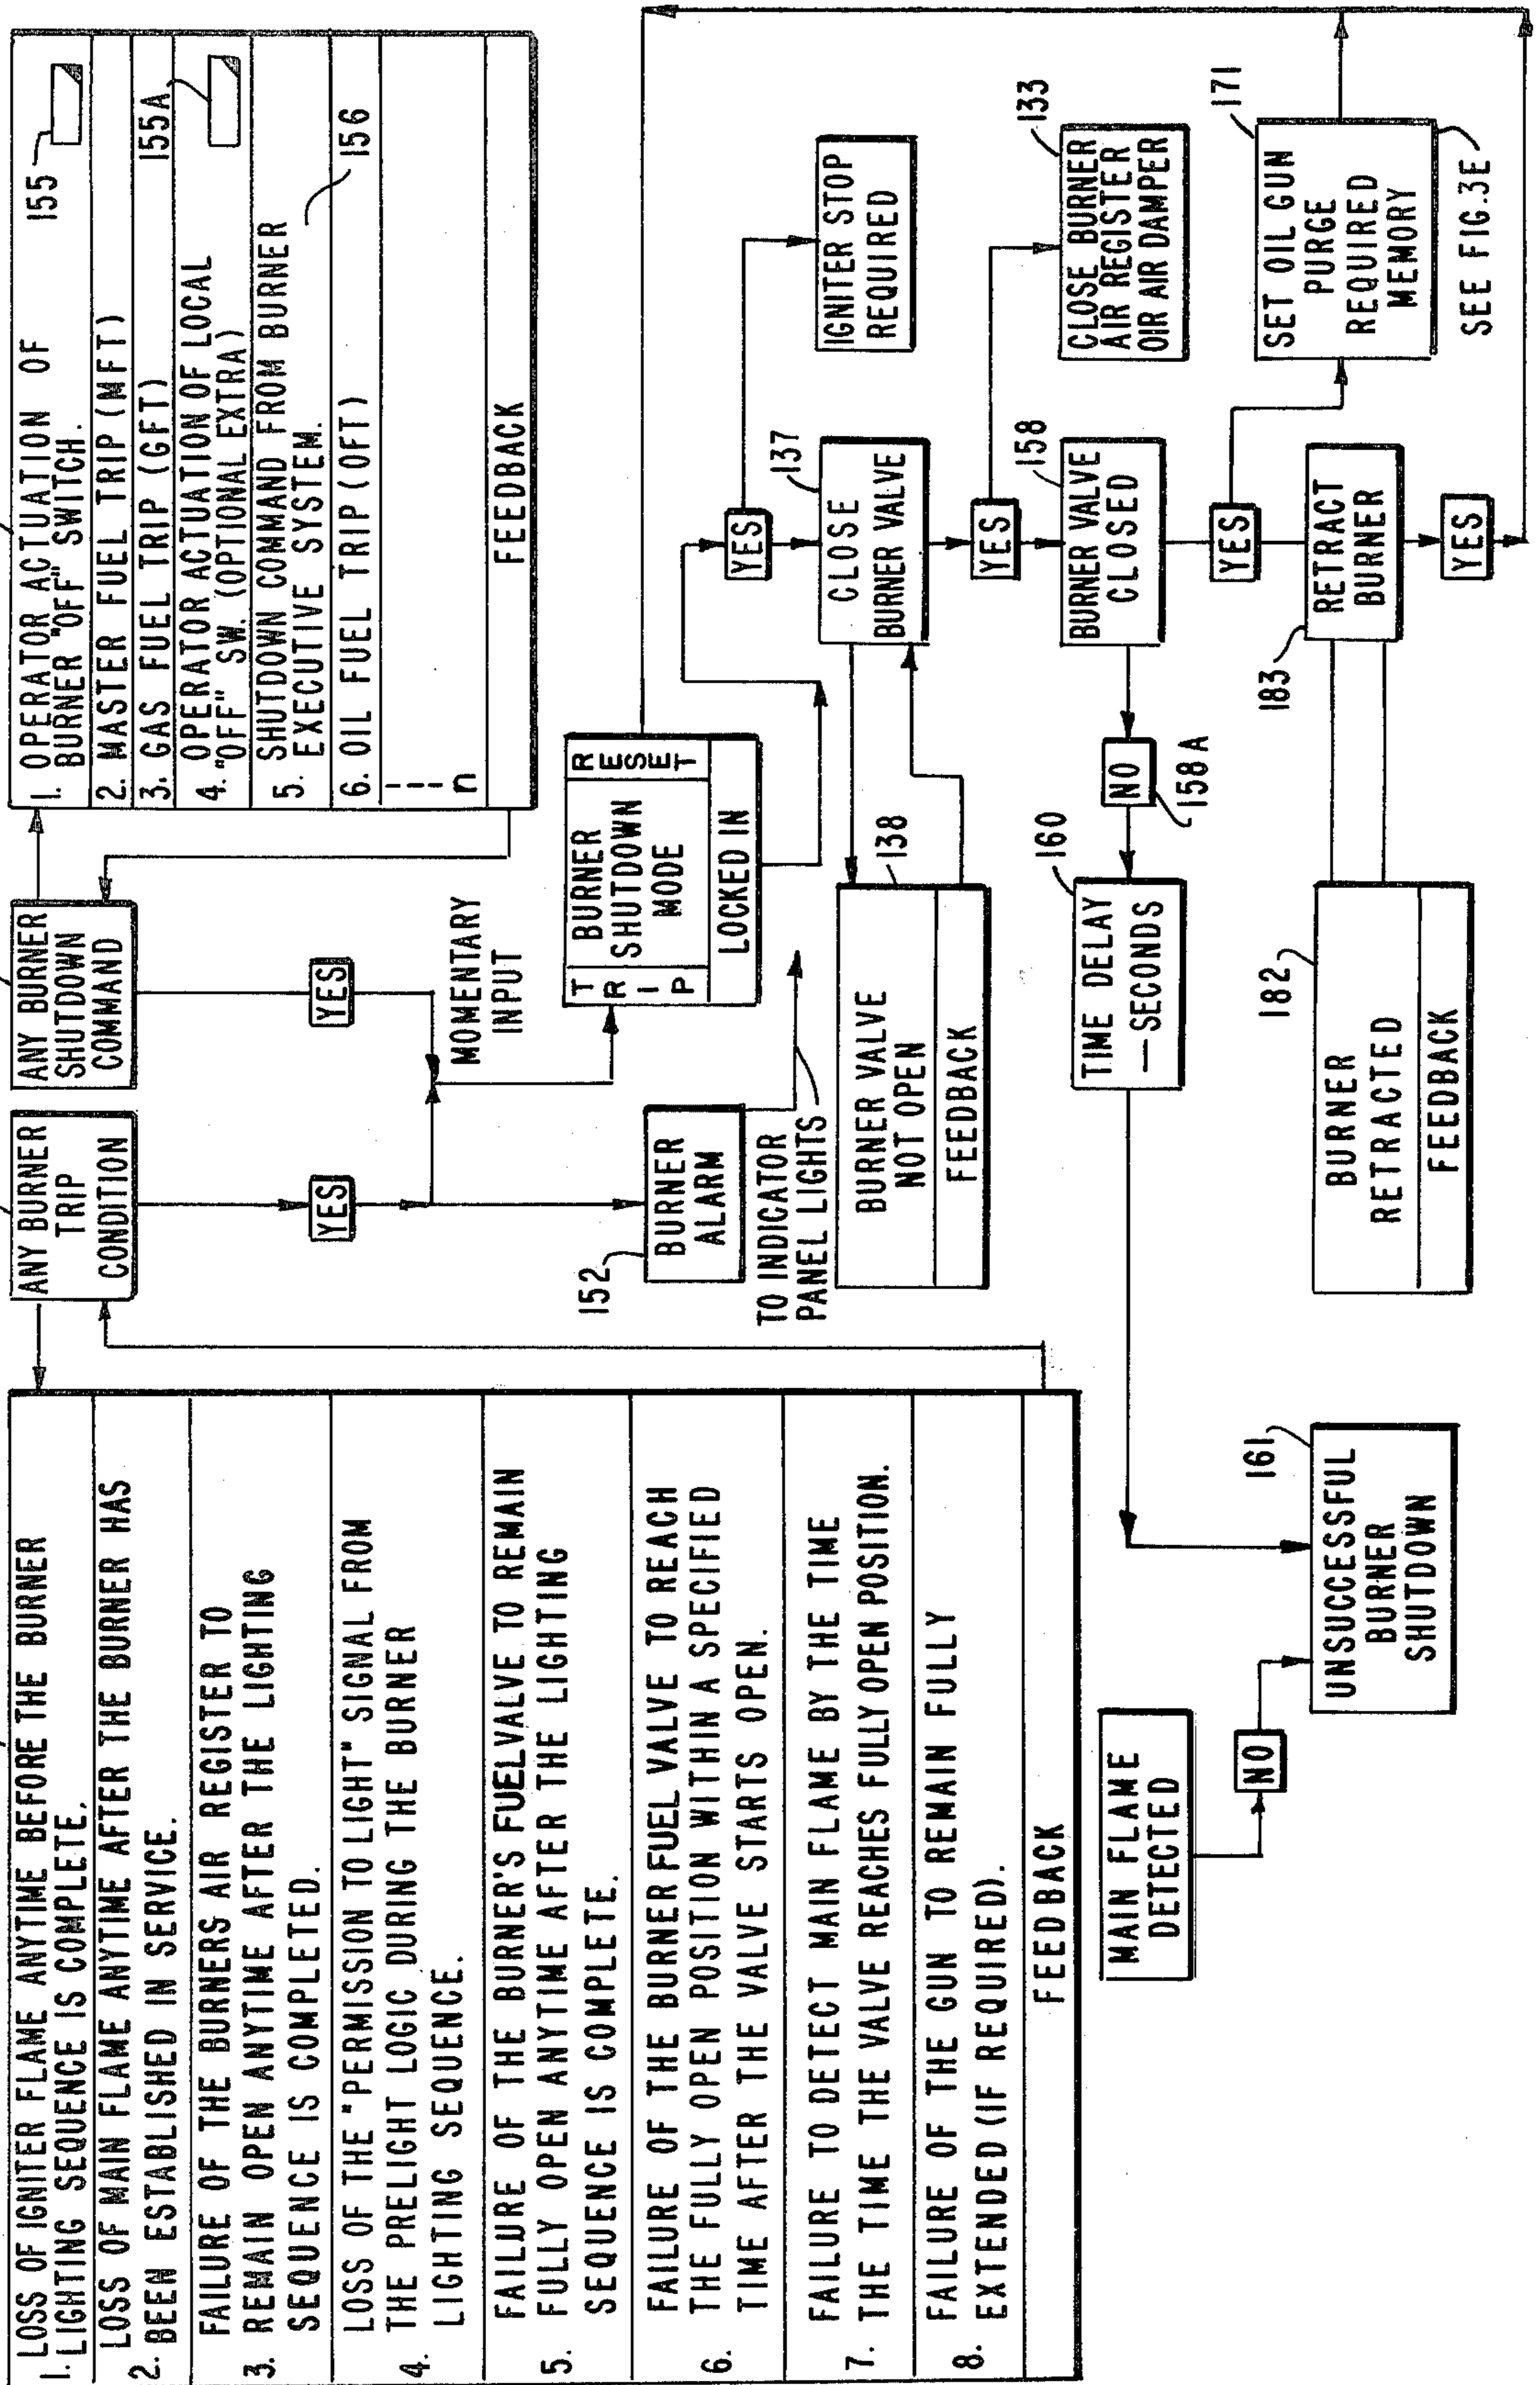 1. LOSS OF IGNITER FLAME ANYTIME BEFORE THE BURNER
LIGHTING SEQUENCE IS COMPLETE.
LOSS OF MAIN FLAME ANYTIME AFTER THE BURNER HAS
2. BEEN ESTABLISHED IN SERVICE.
FAILURE OF THE BURNERS AIR REGISTER TO
REMAIN OPEN ANYTIME AFTER THE LIGHTING
3. SEQUENCE IS COMPLETED.
LOSS OF THE "PERMISSION TO LIGHT" SIGNAL FROM
THE PRELIGHT LOGIC DURING THE BURNER
4. LIGHTING SEQUENCE.
FAILURE OF THE BURNER'S FUELVALVE TO REMAIN
FULLY OPEN ANYTIME AFTER THE LIGHTING
5. SEQUENCE IS COMPLETE.
FAILURE OF THE BURNER FUEL VALVE TO REACH
THE FULLY OPEN POSITION WITHIN A SPECIFIED
6. TIME AFTER THE VALVE STARTS OPEN.
FAILURE TO DETECT MAIN FLAME BY THE TIME
7. THE TIME THE VALVE REACHES FULLY OPEN POSITION.
FAILURE OF THE GUN TO REMAIN FULLY
8. EXTENDED (IF REQUIRED).
FEEDBACK
ANY BURNER
TRIP
CONDITION
YES
ANY BURNER
SHUTDOWN
COMMAND
YES
MOMENTARY
INPUT
1. OPERATOR ACTUATION OF
BURNER "OFF" SWITCH.
155
2. MASTER FUEL TRIP (MFT)
3. GAS FUEL TRIP (GFT)
155A
OPERATOR ACTUATION OF LOCAL
4. "OFF" SW. (OPTIONAL EXTRA)
SHUTDOWN COMMAND FROM BURNER
5. EXECUTIVE SYSTEM.
6. OIL FUEL TRIP (OFT)
156
n
FEEDBACK
152
BURNER
ALARM
TO INDICATOR
PANEL LIGHTS
TRIP
BURNER
SHUTDOWN
MODE
RESET
LOCKED IN
YES
IGNITER STOP
REQUIRED
137
CLOSE
BURNER VALVE
138
BURNER VALVE
NOT OPEN
FEEDBACK
YES
133
CLOSE BURNER
AIR REGISTER
OIR AIR DAMPER
158
BURNER VALVE
CLOSED
NO
158A
160
TIME DELAY
— SECONDS
YES
171
SET OIL GUN
PURGE
REQUIRED
MEMORY
SEE FIG.3E
183
RETRACT
BURNER
YES
182
BURNER
RETRACTED
FEEDBACK
MAIN FLAME
DETECTED
NO
161
UNSUCCESSFUL
BURNER
SHUTDOWN